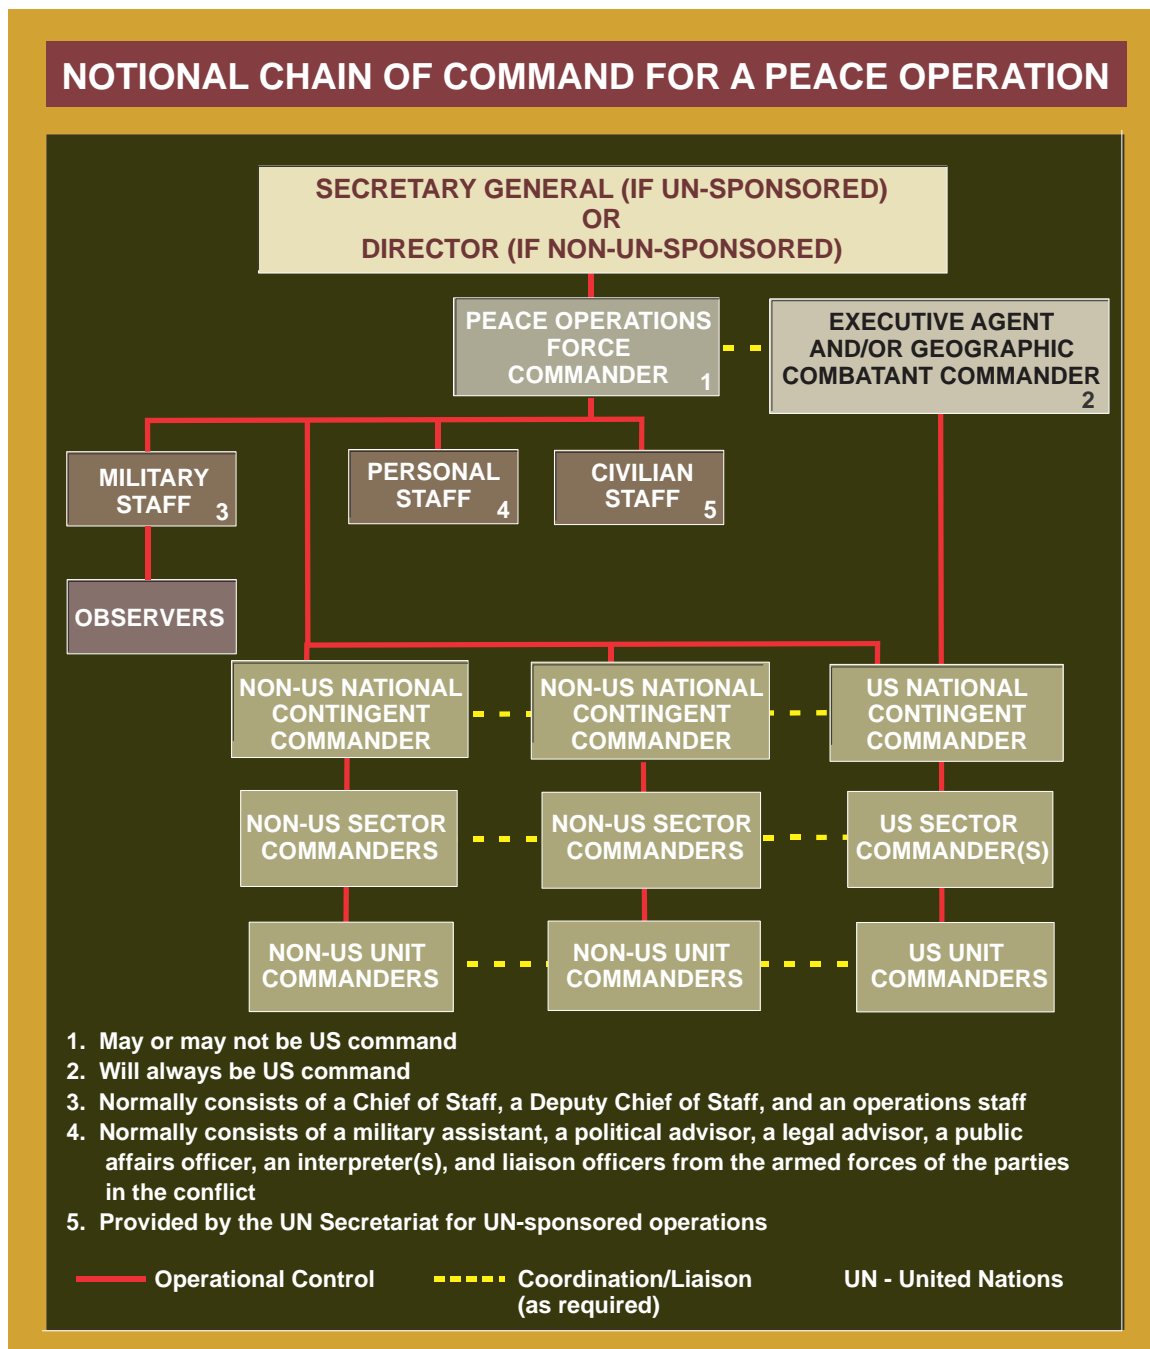 NOTIONAL CHAIN OF COMMAND FOR A PEACE OPERATION
SECRETARY GENERAL (IF UN-SPONSORED)
OR
DIRECTOR (IF NON-UN-SPONSORED)
PEACE OPERATIONS
FORCE
COMMANDER 1
EXECUTIVE AGENT
AND/OR GEOGRAPHIC
COMBATANT COMMANDER
2
MILITARY
STAFF 3
PERSONAL
STAFF 4
CIVILIAN
STAFF 5
OBSERVERS
NON-US NATIONAL
CONTINGENT
COMMANDER
NON-US NATIONAL
CONTINGENT
COMMANDER
US NATIONAL
CONTINGENT
COMMANDER
NON-US SECTOR
COMMANDERS
NON-US SECTOR
COMMANDERS
US SECTOR
COMMANDER(S)
NON-US UNIT
COMMANDERS
NON-US UNIT
COMMANDERS
US UNIT
COMMANDERS
1. May or may not be US command
2. Will always be US command
3. Normally consists of a Chief of Staff, a Deputy Chief of Staff, and an operations staff
4. Normally consists of a military assistant, a political advisor, a legal advisor, a public
affairs officer, an interpreter(s), and liaison officers from the armed forces of the parties
in the conflict
5. Provided by the UN Secretariat for UN-sponsored operations
Operational Control
Coordination/Liaison
(as required)
UN - United Nations